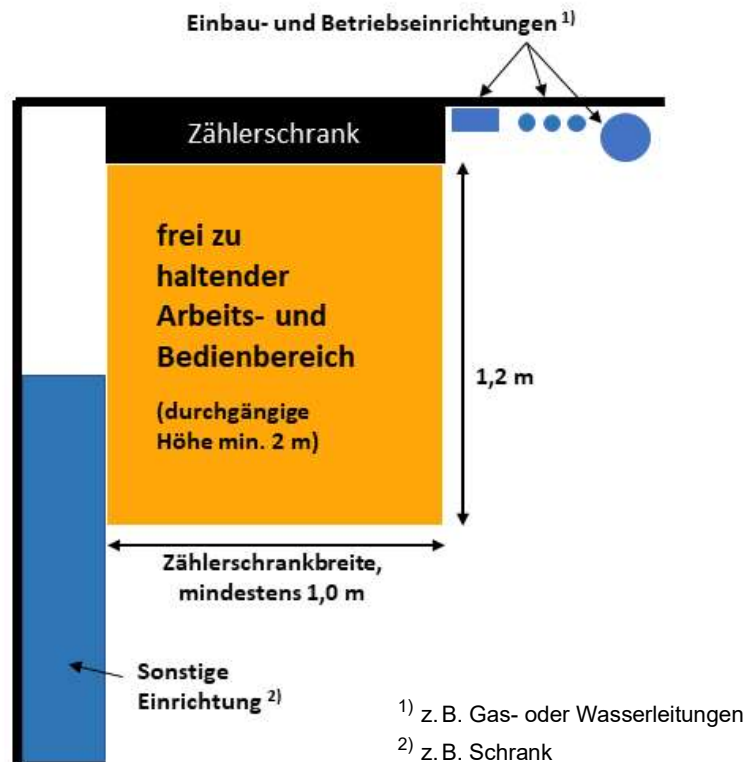 Einbau- und Betriebseinrichtungen ¹⁾
Zählerschrank
frei zu
haltender
Arbeits- und
Bedienbereich
(durchgängige
Höhe min. 2 m)
1,2 m
Zählerschrankbreite,
mindestens 1,0 m
Sonstige
Einrichtung ²⁾
¹⁾ z. B. Gas- oder Wasserleitungen
²⁾ z. B. Schrank